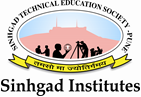 SINHGAD TECHNICAL EDUCATION SOCIETY - PUNE
तमसो मा ज्योतिर्गमय
Sinhgad Institutes